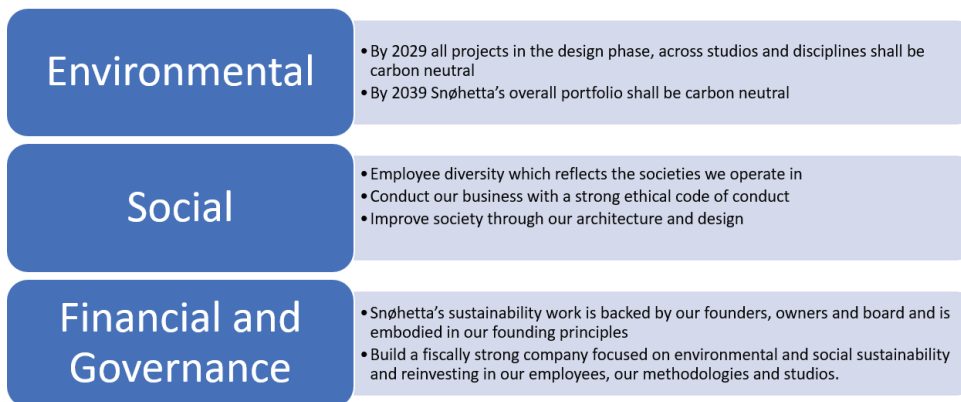 Environmental
• By 2029 all projects in the design phase, across studios and disciplines shall be
carbon neutral
• By 2039 Snøhetta's overall portfolio shall be carbon neutral
Social
• Employee diversity which reflects the societies we operate in
• Conduct our business with a strong ethical code of conduct
• Improve society through our architecture and design
Financial and
Governance
• Snøhetta's sustainability work is backed by our founders, owners and board and is
embodied in our founding principles
• Build a fiscally strong company focused on environmental and social sustainability
and reinvesting in our employees, our methodologies and studios.